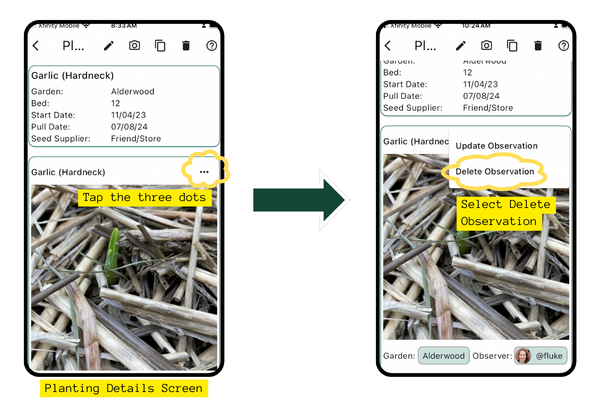 Xfinity Mobile
8:33 AM
Pl...
Garlic (Hardneck)
Garden: Alderwood
Bed: 12
Start Date: 11/04/23
Pull Date: 07/08/24
Seed Supplier: Friend/Store
Garlic (Hardneck)
Tap the three dots
Planting Details Screen
Xfinity Mobile
10:24 AM
Pl...
Garden: Alderwood
Bed: 12
Start Date: 11/04/23
Pull Date: 07/08/24
Seed Supplier: Friend/Store
Garlic (Hardnec
Update Observation
Delete Observation
Select Delete
Observation
Garden: Alderwood Observer: @fluke